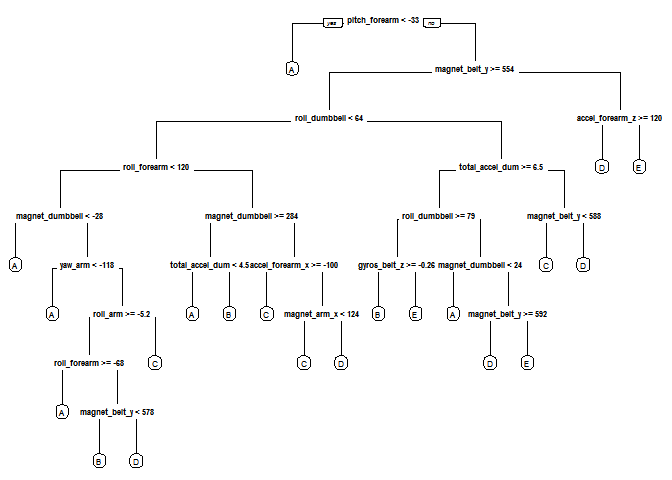 yes pitch_forearm < -33 no
A magnet_belt_y >= 554
roll_dumbbell < 64 accel_forearm_z >= 120
roll_forearm < 120 total_accel_dum >= 6.5 D E
magnet_dumbbell < -28 magnet_dumbbell >= 284 roll_dumbbell >= 79 magnet_belt_y < 588
A yaw_arm < -118 total_accel_dum < 4.5 accel_forearm_x >= -100 gyros_belt_z >= -0.26 magnet_dumbbell < 24 C D
A roll_arm >= -5.2 A B C magnet_arm_x < 124 B E A magnet_belt_y >= 592
roll_forearm >= -68 C C D D E
A magnet_belt_y < 578
B D